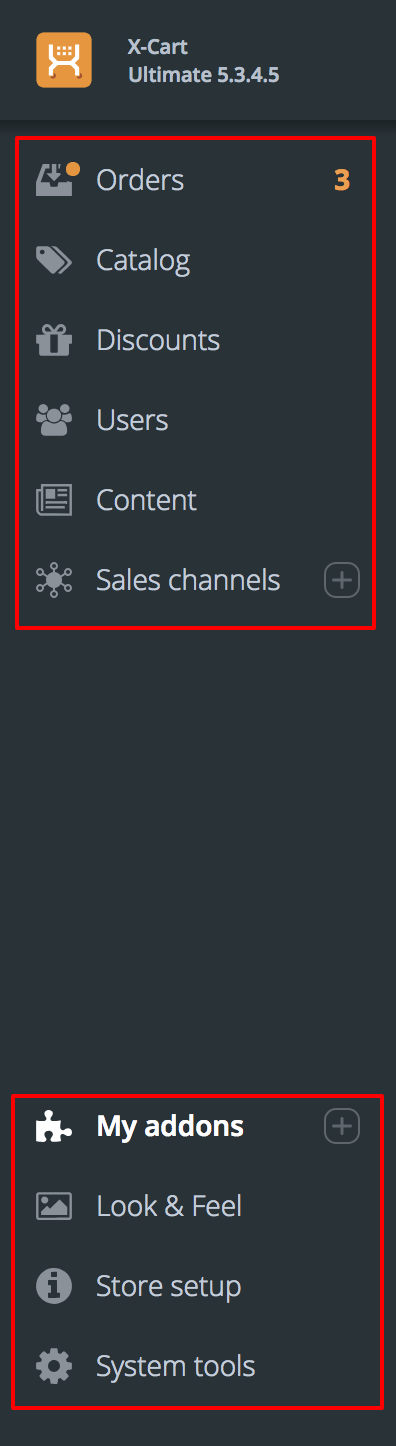 X-Cart
Ultimate 5.3.4.5
Orders 3
Catalog
Discounts
Users
Content
Sales channels
My addons
Look & Feel
Store setup
System tools